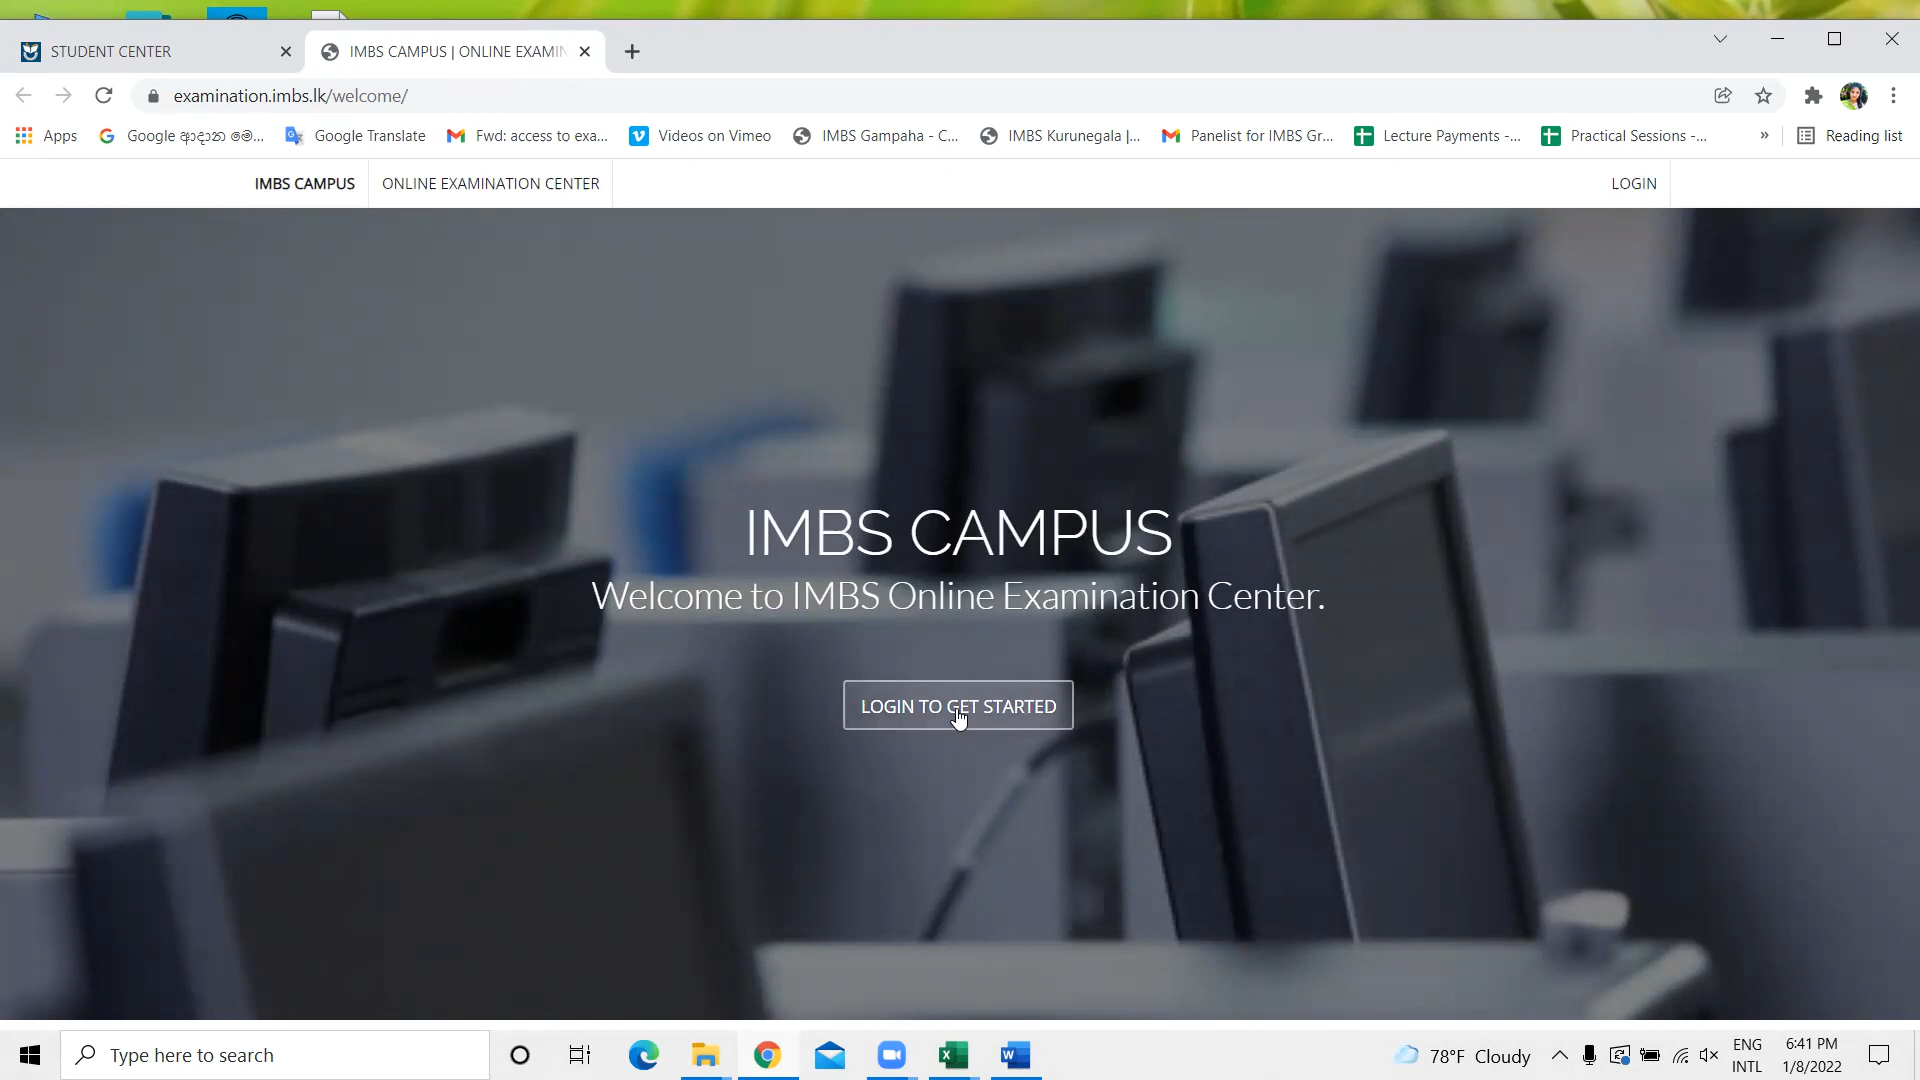 STUDENT CENTER
IMBS CAMPUS | ONLINE EXAMIN
examination.imbs.lk/welcome/
Apps
Google ආදාන මෙ...
Google Translate
Fwd: access to exa...
Videos on Vimeo
IMBS Gampaha - C...
IMBS Kurunegala |...
Panelist for IMBS Gr...
Lecture Payments -...
Practical Sessions -...
»
Reading list
IMBS CAMPUS
ONLINE EXAMINATION CENTER
LOGIN
IMBS CAMPUS
Welcome to IMBS Online Examination Center.
LOGIN TO GET STARTED
Type here to search
78°F Cloudy
ENG
INTL
6:41 PM
1/8/2022